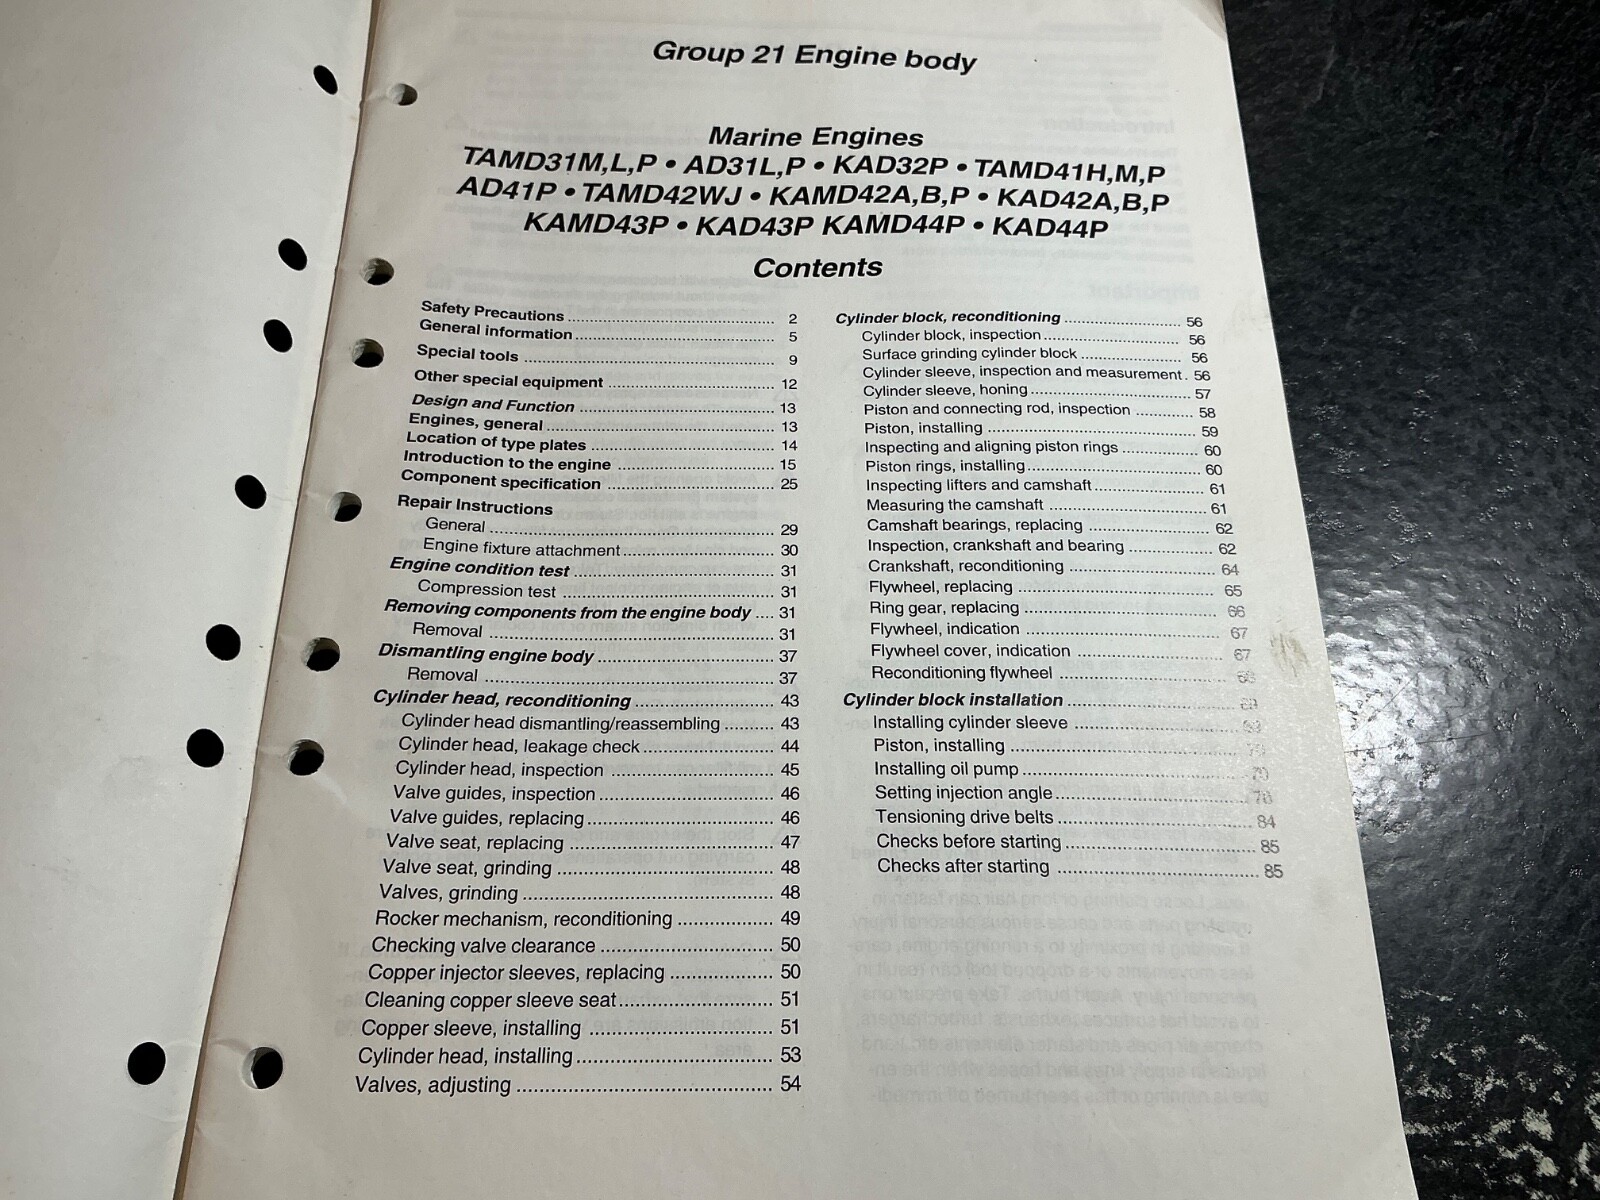 Group 21 Engine body
Marine Engines
TAMD31M,L,P • AD31L,P • KAD32P • TAMD41H,M,P
AD41P • TAMD42WJ • KAMD42A,B,P • KAD42A,B,P
KAMD43P • KAD43P KAMD44P • KAD44P
Contents
Safety Precautions 2
General information 5
Special tools 9
Other special equipment 12
Design and Function 13
Engines, general 13
Location of type plates 14
Introduction to the engine 15
Component specification 25
Repair Instructions
General 29
Engine fixture attachment 30
Engine condition test 31
Compression test 31
Removing components from the engine body 31
Removal 31
Dismantling engine body 37
Removal 37
Cylinder head, reconditioning 43
Cylinder head dismantling/reassembling 43
Cylinder head, leakage check 44
Cylinder head, inspection 45
Valve guides, inspection 46
Valve guides, replacing 46
Valve seat, replacing 47
Valve seat, grinding 48
Valves, grinding 48
Rocker mechanism, reconditioning 49
Checking valve clearance 50
Copper injector sleeves, replacing 50
Cleaning copper sleeve seat 51
Copper sleeve, installing 51
Cylinder head, installing 53
Valves, adjusting 54
Cylinder block, reconditioning 56
Cylinder block, inspection 56
Surface grinding cylinder block 56
Cylinder sleeve, inspection and measurement. 56
Cylinder sleeve, honing 57
Piston and connecting rod, inspection 58
Piston, installing 59
Inspecting and aligning piston rings 60
Piston rings, installing 60
Inspecting lifters and camshaft 61
Measuring the camshaft 61
Camshaft bearings, replacing 62
Inspection, crankshaft and bearing 62
Crankshaft, reconditioning 64
Flywheel, replacing 65
Ring gear, replacing 66
Flywheel, indication 67
Flywheel cover, indication 67
Reconditioning flywheel
Cylinder block installation
Installing cylinder sleeve
Piston, installing
Installing oil pump
Setting injection angle
Tensioning drive belts 84
Checks before starting 85
Checks after starting 85